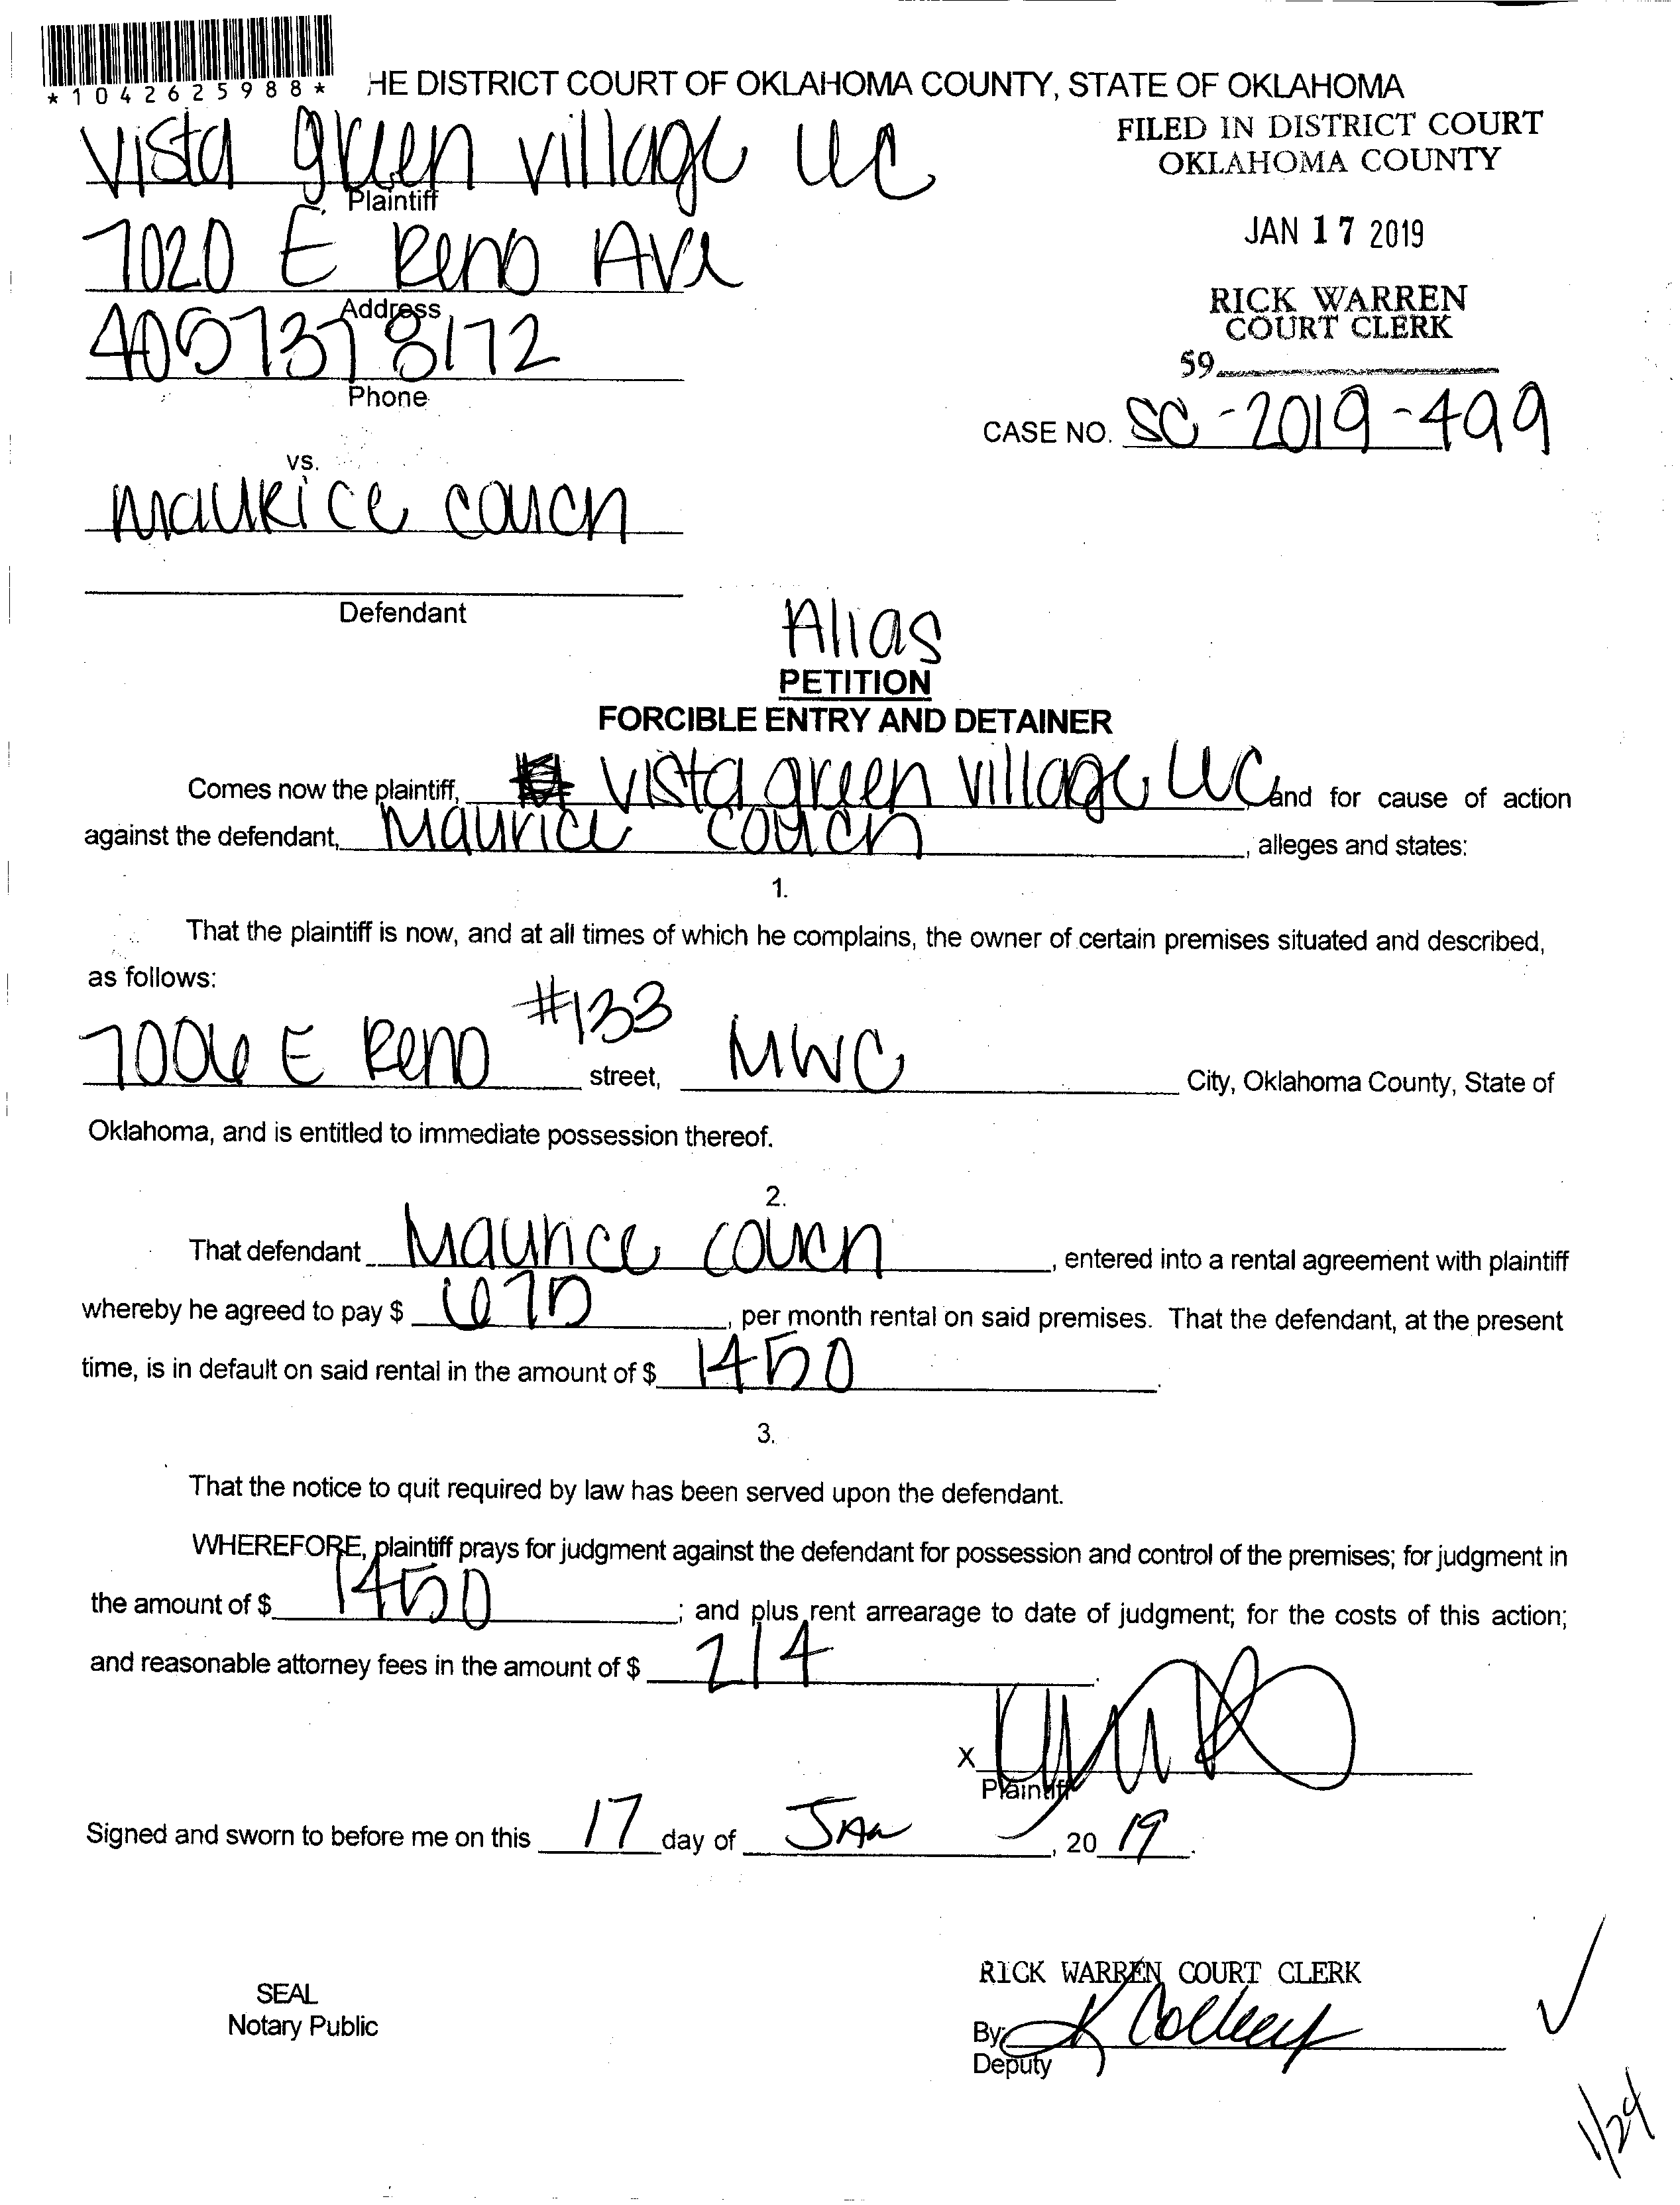 *1042625988*
HE DISTRICT COURT OF OKLAHOMA COUNTY, STATE OF OKLAHOMA
FILED IN DISTRICT COURT
OKLAHOMA COUNTY
JAN 17 2019
RICK WARREN
COURT CLERK
59
CASE NO. SC-2019-499
Vista green village LLC
Plaintiff
7020 E Reno Ave
Address
405 737 8172
Phone
vs.
Maurice Couch
Defendant
Alias
PETITION
FORCIBLE ENTRY AND DETAINER
Comes now the plaintiff, Vista green village LLC, and for cause of action
against the defendant, Maurice Couch, alleges and states:
1.
That the plaintiff is now, and at all times of which he complains, the owner of certain premises situated and described,
as follows:
7006 E Reno #133 street, MWC City, Oklahoma County, State of
Oklahoma, and is entitled to immediate possession thereof.
2.
That defendant Maurice Couch, entered into a rental agreement with plaintiff
whereby he agreed to pay $ 675, per month rental on said premises. That the defendant, at the present
time, is in default on said rental in the amount of $ 1450.
3.
That the notice to quit required by law has been served upon the defendant.
WHEREFORE, plaintiff prays for judgment against the defendant for possession and control of the premises; for judgment in
the amount of $ 1450; and plus rent arrearage to date of judgment; for the costs of this action;
and reasonable attorney fees in the amount of $ 214.
X
Plaintiff
Signed and sworn to before me on this 17 day of Jan, 20 19.
SEAL
Notary Public
RICK WARREN COURT CLERK
By: K
Deputy
1/24